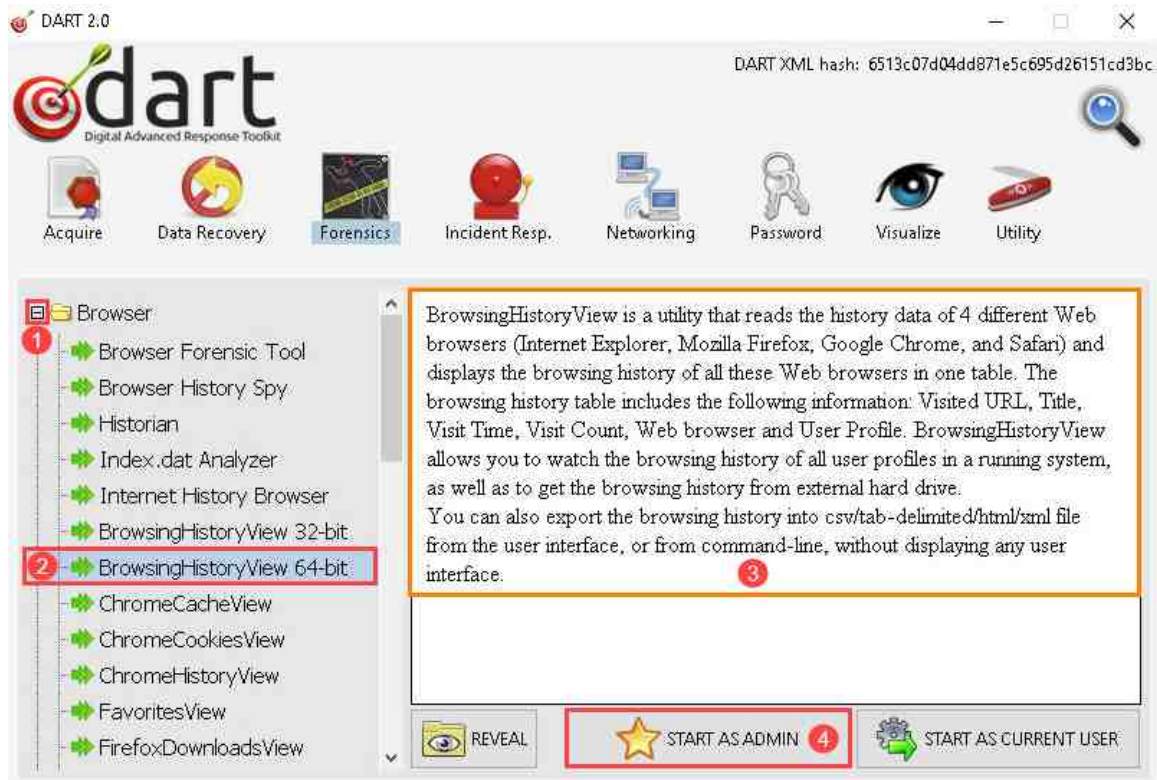 DART 2.0
DART XML hash: 6513c07d04dd871e5c695d26151cd3bc
dart
Digital Advanced Response Toolkit
Acquire
Data Recovery
Forensics
Incident Resp.
Networking
Password
Visualize
Utility
Browser
1
Browser Forensic Tool
Browser History Spy
Historian
Index.dat Analyzer
Internet History Browser
BrowsingHistoryView 32-bit
2
BrowsingHistoryView 64-bit
ChromeCacheView
ChromeCookiesView
ChromeHistoryView
FavoritesView
FirefoxDownloadsView
BrowsingHistoryView is a utility that reads the history data of 4 different Web
browsers (Internet Explorer, Mozilla Firefox, Google Chrome, and Safari) and
displays the browsing history of all these Web browsers in one table. The
browsing history table includes the following information: Visited URL, Title,
Visit Time, Visit Count, Web browser and User Profile. BrowsingHistoryView
allows you to watch the browsing history of all user profiles in a running system,
as well as to get the browsing history from external hard drive.
You can also export the browsing history into csv/tab-delimited/html/xml file
from the user interface, or from command-line, without displaying any user
interface.
3
REVEAL
START AS ADMIN 4
START AS CURRENT USER